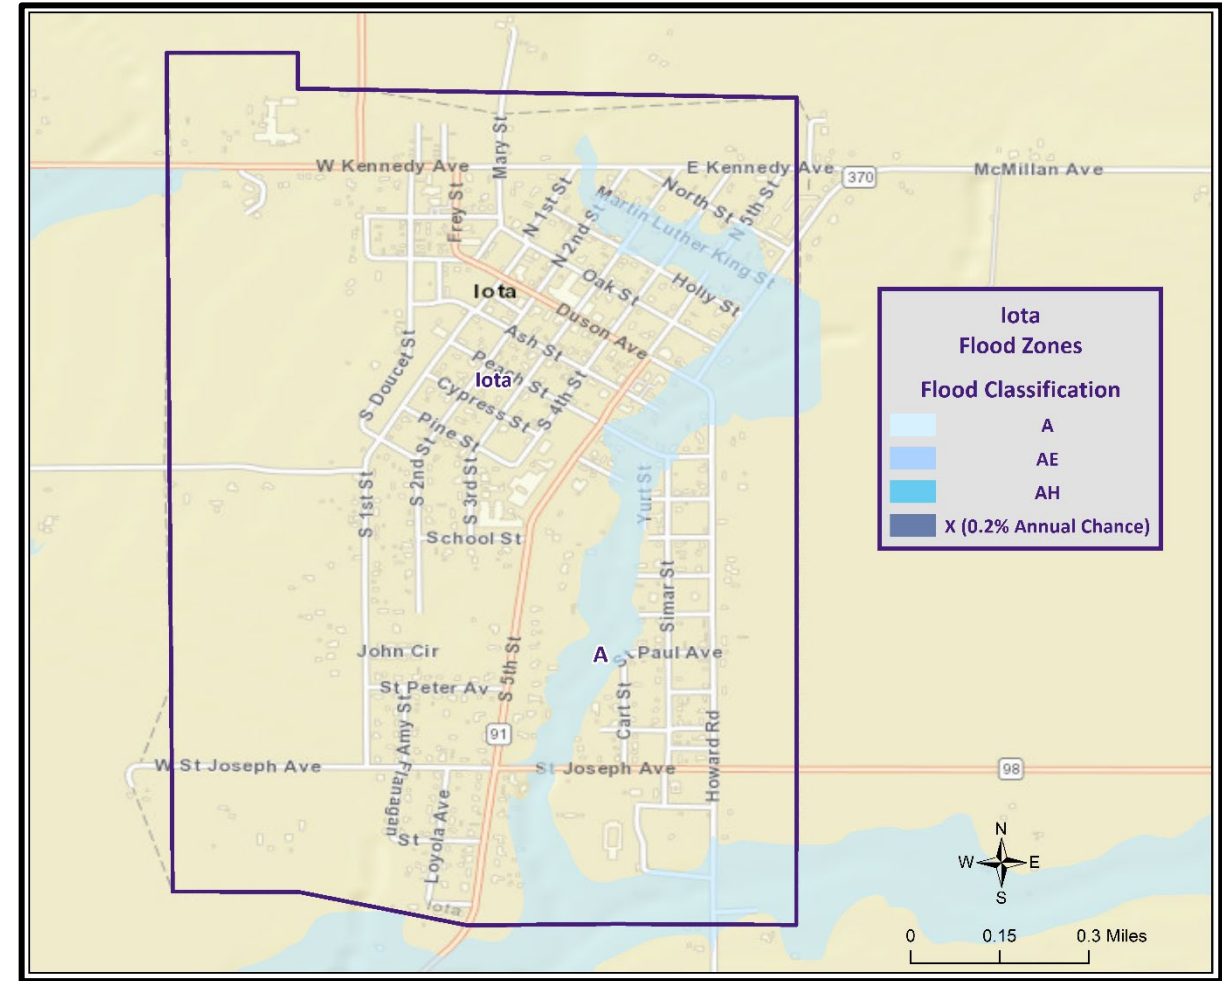 Mary St
W Kennedy Ave
E Kennedy Ave
370
McMillan Ave
Frey St
N 1st St
N 2nd St
North St
N 5th St
Martin Luther King St
Iota
Oak St
Holly St
Duson Ave
Ash St
Peach St
Iota
Cypress St
S 4th St
S Doucet St
Pine St
S 1st St
S 2nd St
S 3rd St
Yurt St
School St
Simar St
John Cir
A
St Paul Ave
St Peter Av
S 5th St
Cart St
Amy St
91
Howard Rd
W St Joseph Ave
St Joseph Ave
98
Flanagan
St
Loyola Ave
Iota
Iota
Flood Zones
Flood Classification
A
AE
AH
X (0.2% Annual Chance)
N
W E
S
0 0.15 0.3 Miles